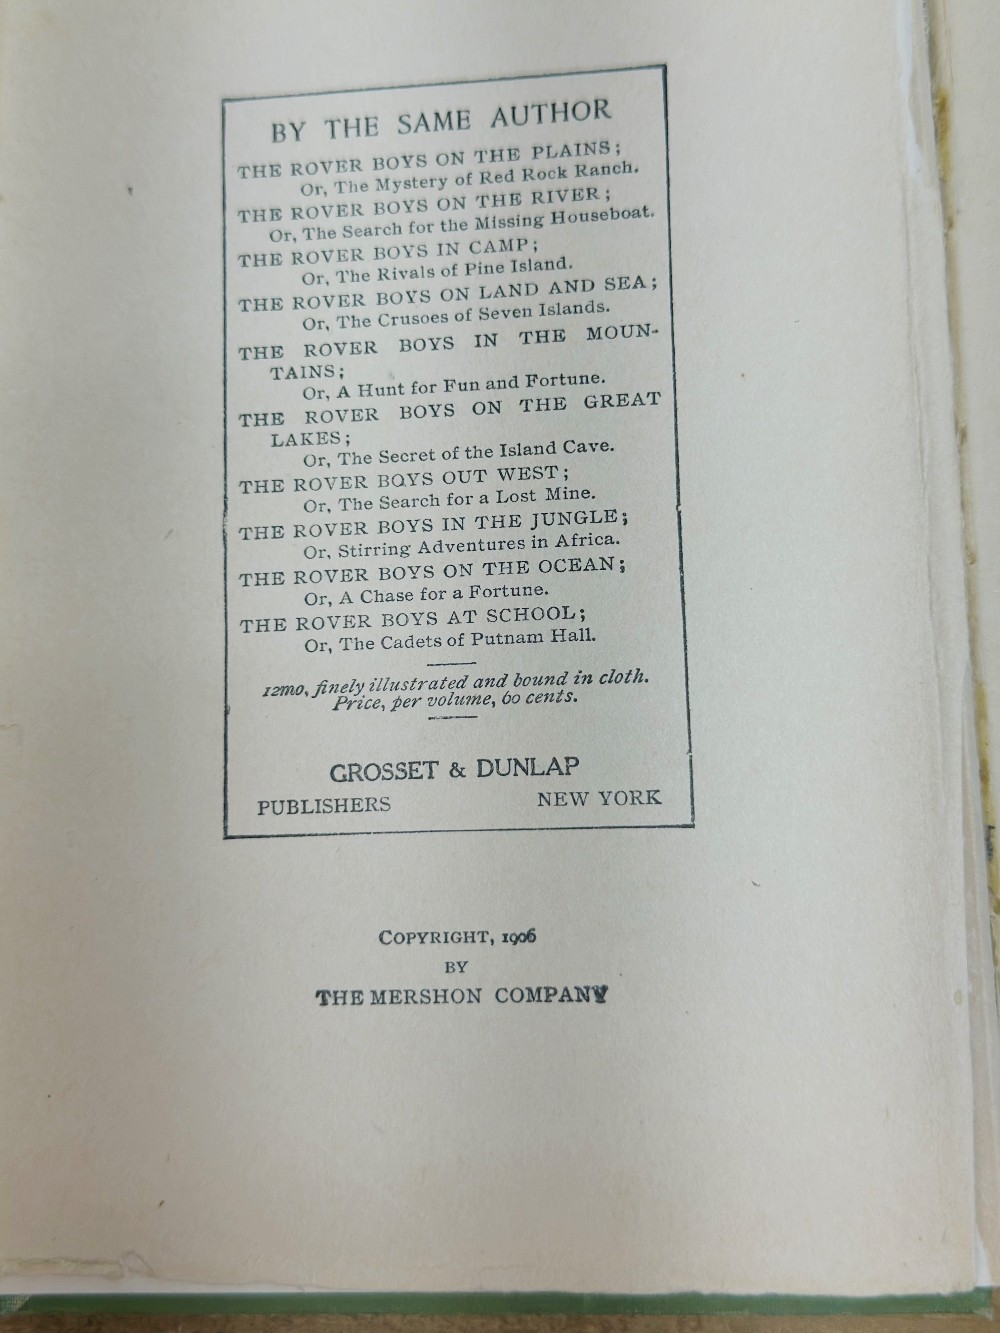 BY THE SAME AUTHOR
THE ROVER BOYS ON THE PLAINS;
Or, The Mystery of Red Rock Ranch.
THE ROVER BOYS ON THE RIVER;
Or, The Search for the Missing Houseboat.
THE ROVER BOYS IN CAMP;
Or, The Rivals of Pine Island.
THE ROVER BOYS ON LAND AND SEA;
Or, The Crusoes of Seven Islands.
THE ROVER BOYS IN THE MOUN-
TAINS;
Or, A Hunt for Fun and Fortune.
THE ROVER BOYS ON THE GREAT
LAKES;
Or, The Secret of the Island Cave.
THE ROVER BOYS OUT WEST;
Or, The Search for a Lost Mine.
THE ROVER BOYS IN THE JUNGLE;
Or, Stirring Adventures in Africa.
THE ROVER BOYS ON THE OCEAN;
Or, A Chase for a Fortune.
THE ROVER BOYS AT SCHOOL;
Or, The Cadets of Putnam Hall.
12mo, finely illustrated and bound in cloth.
Price, per volume, 60 cents.
GROSSET & DUNLAP
PUBLISHERS NEW YORK
COPYRIGHT, 1906
BY
THE MERSHON COMPANY